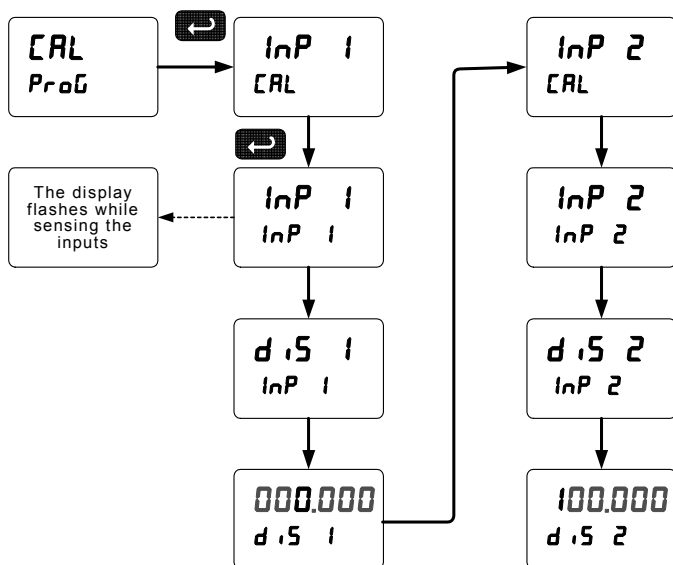 CAL
ProG
InP 1
CAL
InP 2
CAL
The display
flashes while
sensing the
inputs
InP 1
InP 1
InP 2
InP 2
diS 1
InP 1
diS 2
InP 2
000.000
diS 1
100.000
diS 2